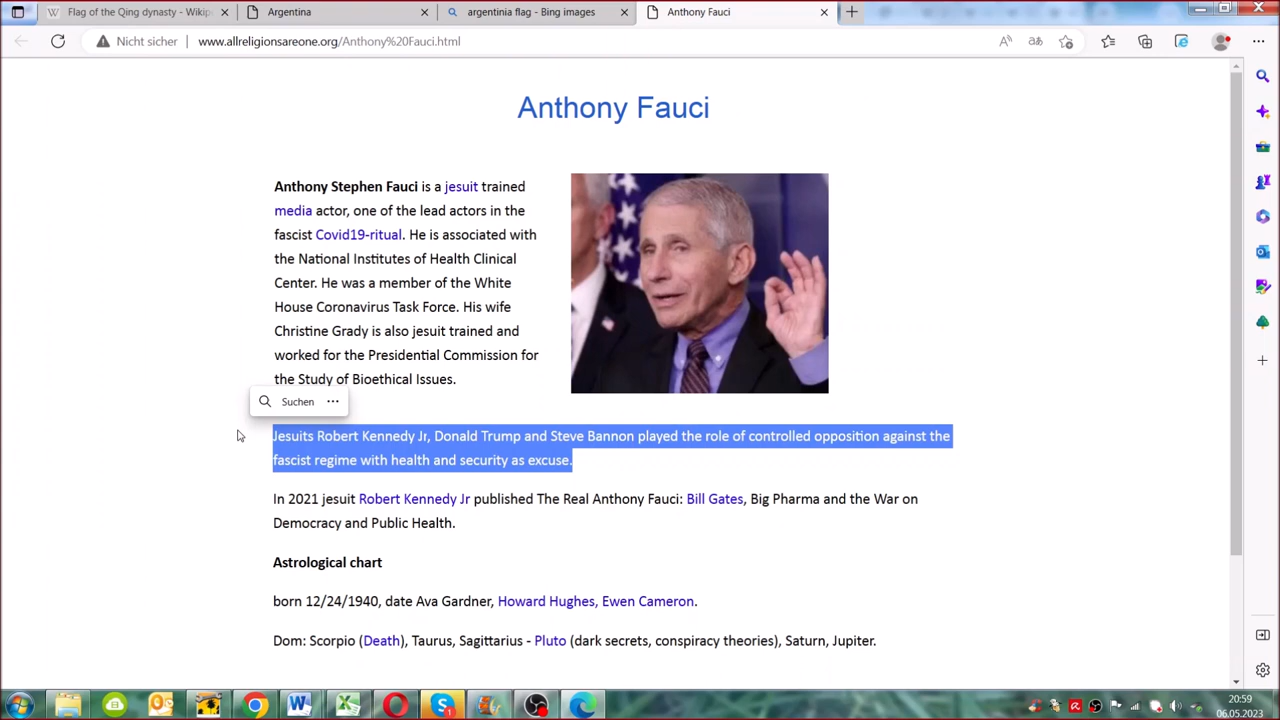 Flag of the Qing dynasty - Wikip
Argentina
argentinia flag - Bing images
Anthony Fauci
Nicht sicher
www.allreligionsareone.org/Anthony%20Fauci.html
Anthony Fauci
Anthony Stephen Fauci is a jesuit trained
media actor, one of the lead actors in the
fascist Covid19-ritual. He is associated with
the National Institutes of Health Clinical
Center. He was a member of the White
House Coronavirus Task Force. His wife
Christine Grady is also jesuit trained and
worked for the Presidential Commission for
the Study of Bioethical Issues.
Suchen
Jesuits Robert Kennedy Jr, Donald Trump and Steve Bannon played the role of controlled opposition against the
fascist regime with health and security as excuse.
In 2021 jesuit Robert Kennedy Jr published The Real Anthony Fauci: Bill Gates, Big Pharma and the War on
Democracy and Public Health.
Astrological chart
born 12/24/1940, date Ava Gardner, Howard Hughes, Ewen Cameron.
Dom: Scorpio (Death), Taurus, Sagittarius - Pluto (dark secrets, conspiracy theories), Saturn, Jupiter.
20:59
06.05.2023